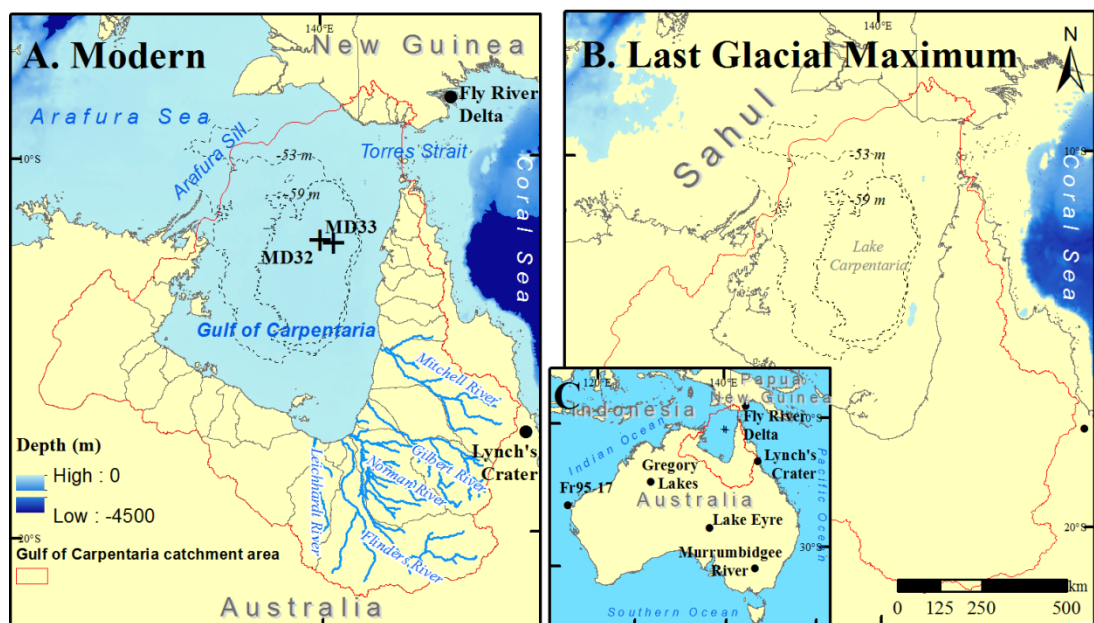 140°E
A. Modern
New Guinea
Fly River
Delta
Arafura Sea
Arafura Sill
Torres Strait
10°S
-53 m
-59 m
Coral Sea
MD33
MD32
Gulf of Carpentaria
Mitchell River
Gilbert River
Norman River
Leichhardt River
Flinders River
Lynch's
Crater
Depth (m)
High : 0
Low : -4500
Gulf of Carpentaria catchment area
20°S
Australia
140°E
B. Last Glacial Maximum
N
Sahul
10°S
-53 m
-59 m
Lake
Carpentaria
Coral Sea
20°S
km
0 125 250 500
C
120°E
140°E
Papua
New Guinea
Indonesia
10°S
Fly River
Delta
Indian Ocean
Lynch's
Crater
Gregory
Lakes
Pacific Ocean
Fr95-17
Australia
Lake Eyre
Murrumbidgee
River
30°S
Southern Ocean